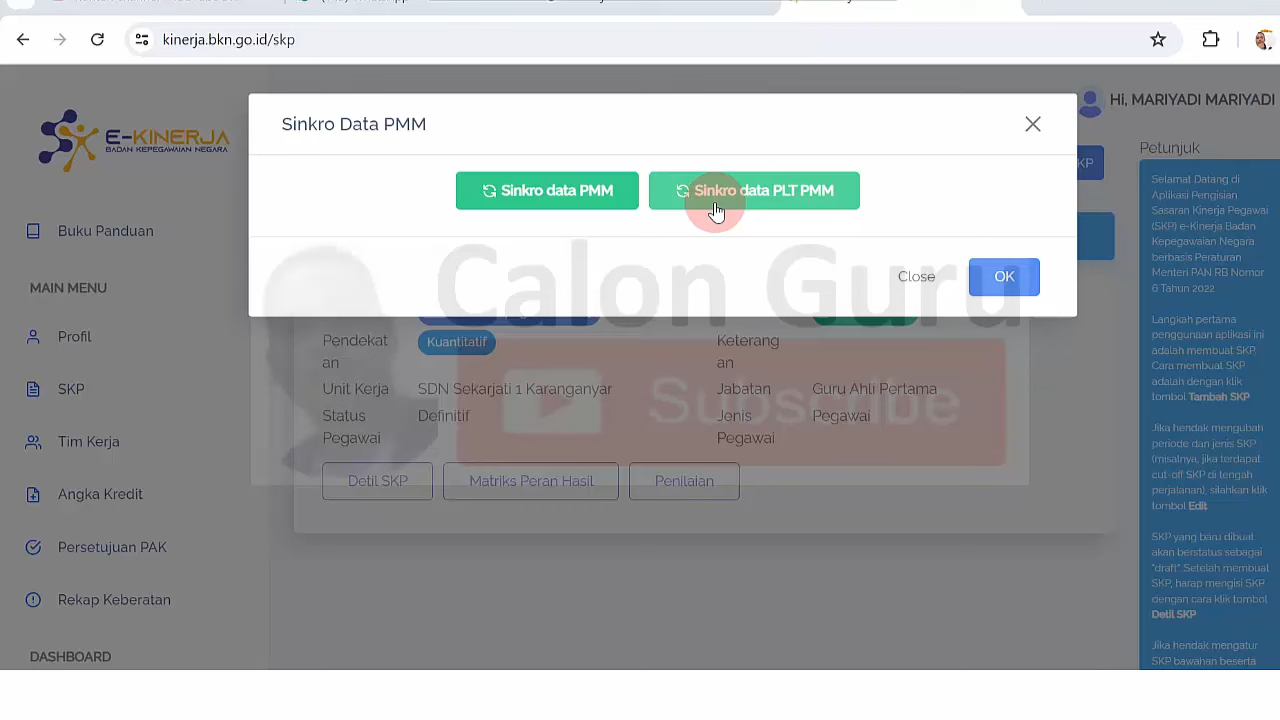 kinerja.bkn.go.id/skp
Hi, MARIYADI MARIYADI
Sinkro Data PMM
E-KINERJA
BADAN KEPEGAWAIAN NEGARA
KP
Petunjuk
Sinkro data PMM
Sinkro data PLT PMM
Close
OK
Calon Guru
Subscribe
Buku Panduan
MAIN MENU
Profil
SKP
Tim Kerja
Angka Kredit
Persetujuan PAK
Rekap Keberatan
DASHBOARD
Pendekat
an
Kuantitatif
Keterang
an
Unit Kerja
SDN Sekarjati 1 Karanganyar
Jabatan
Guru Ahli Pertama
Status
Pegawai
Definitif
Jenis
Pegawai
Pegawai
Detil SKP
Matriks Peran Hasil
Penilaian
Selamat Datang di
Aplikasi Pengisian
Sasaran Kinerja Pegawai
(SKP) e-Kinerja Badan
Kepegawaian Negara
berbasis Peraturan
Menteri PAN RB Nomor
6 Tahun 2022
Langkah pertama
penggunaan aplikasi ini
adalah membuat SKP.
Cara membuat SKP
adalah dengan klik
tombol Tambah SKP
Jika hendak mengubah
periode dan jenis SKP
(misalnya, jika terdapat
cut-off SKP di tengah
perjalanan), silahkan klik
tombol Edit
SKP yang baru dibuat
akan berstatus sebagai
"draft". Setelah membuat
SKP, harap mengisi SKP
dengan cara klik tombol
Detil SKP
Jika hendak mengatur
SKP bawahan beserta